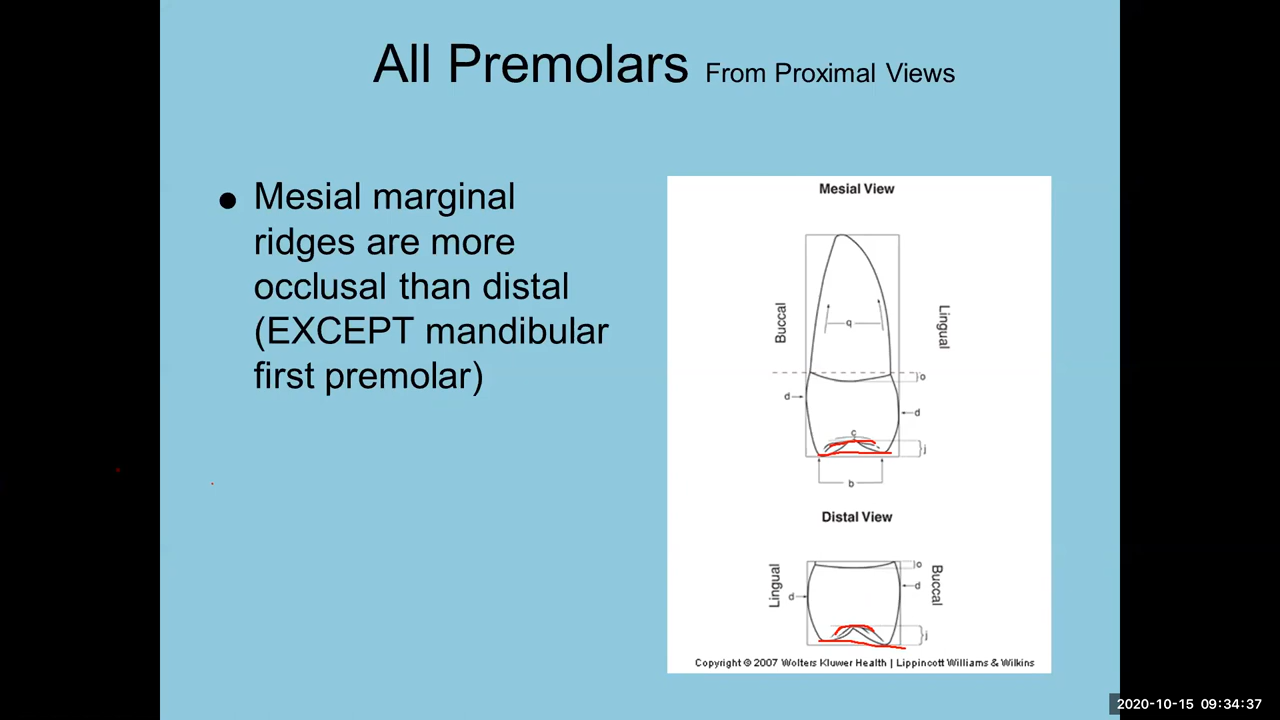 All Premolars From Proximal Views
● Mesial marginal
ridges are more
occlusal than distal
(EXCEPT mandibular
first premolar)
Mesial View
Buccal
Lingual
q
o
d
d
c
j
b
Distal View
Lingual
Buccal
o
d
d
j
Copyright © 2007 Wolters Kluwer Health | Lippincott Williams & Wilkins
2020-10-15 09:34:37